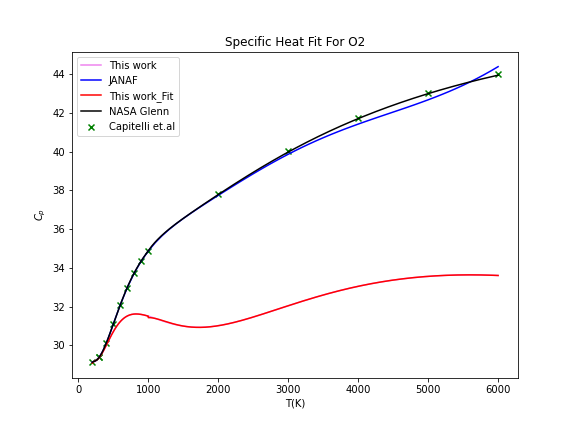 Specific Heat Fit For O2
This work
JANAF
This work_Fit
NASA Glenn
Capitelli et.al
44
42
40
38
36
34
32
30
Cp
0 1000 2000 3000 4000 5000 6000
T(K)